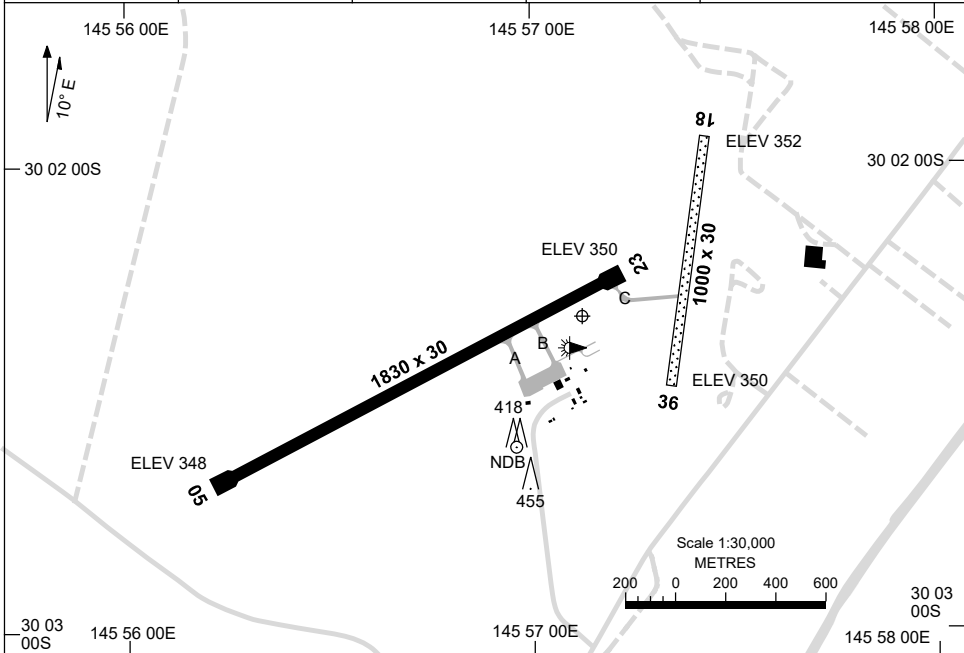 145 56 00E
145 57 00E
145 58 00E
10° E
30 02 00S
30 02 00S
18
ELEV 352
1000 x 30
ELEV 350
23
C
1830 x 30
A
B
ELEV 350
36
418
NDB
455
ELEV 348
05
Scale 1:30,000
METRES
200 0 200 400 600
30 03
00S
30 03
00S
145 56 00E
145 57 00E
145 58 00E